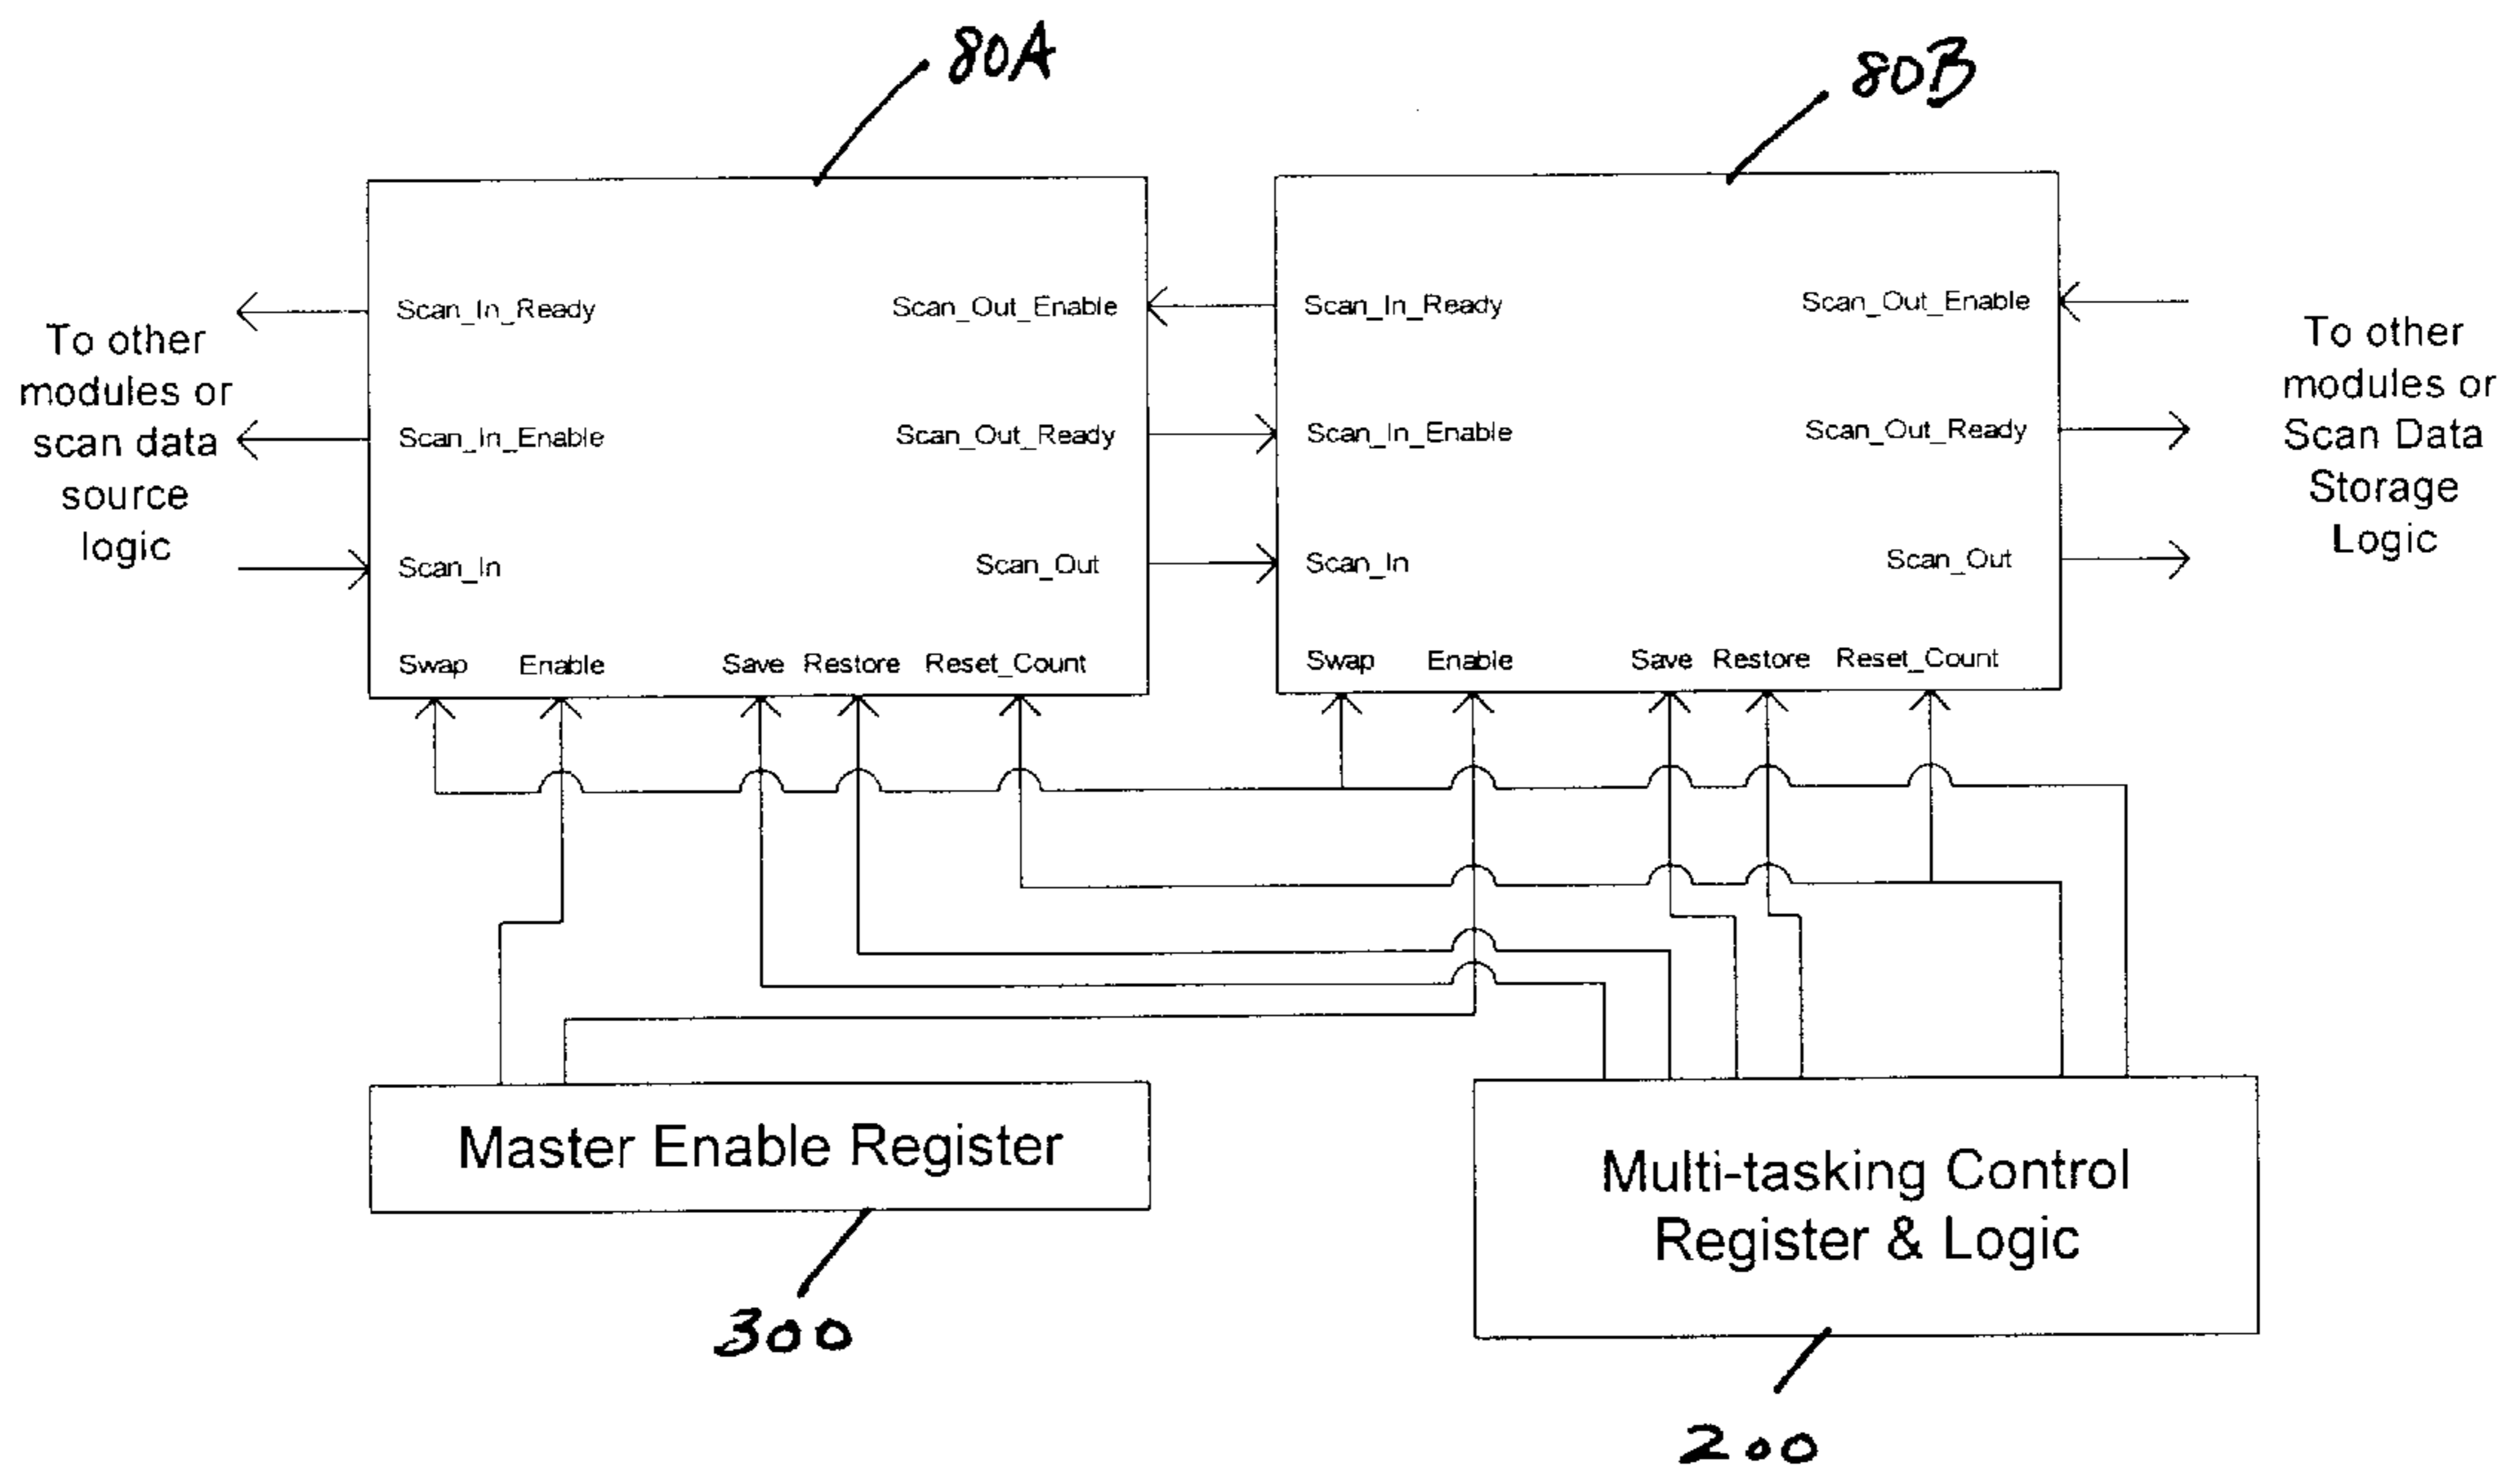 80A
80B
Scan_In_Ready
Scan_Out_Enable
Scan_In_Ready
Scan_Out_Enable
To other
modules or
scan data
source
logic
Scan_In_Enable
Scan_Out_Ready
Scan_In_Enable
Scan_Out_Ready
To other
modules or
Scan Data
Storage
Logic
Scan_In
Scan_Out
Scan_In
Scan_Out
Swap Enable Save Restore Reset_Count
Swap Enable Save Restore Reset_Count
Master Enable Register
Multi-tasking Control
Register & Logic
300
200